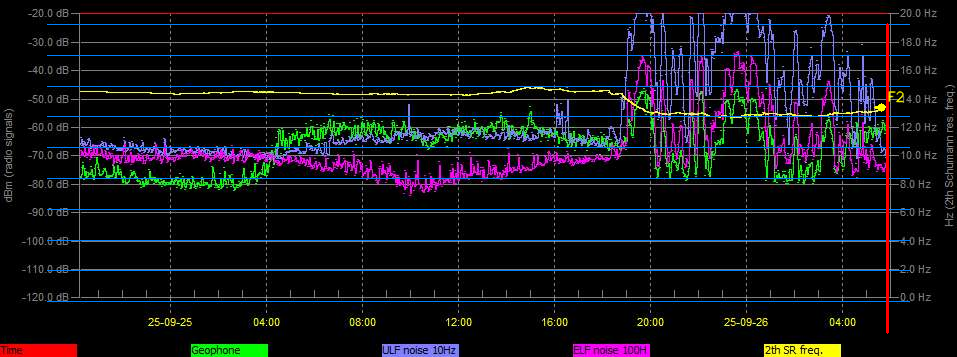 -20.0 dB
-30.0 dB
-40.0 dB
-50.0 dB
-60.0 dB
-70.0 dB
-80.0 dB
-90.0 dB
-100.0 dB
-110.0 dB
-120.0 dB
dBm (radio signals)
20.0 Hz
18.0 Hz
16.0 Hz
14.0 Hz
12.0 Hz
10.0 Hz
8.0 Hz
6.0 Hz
4.0 Hz
2.0 Hz
0.0 Hz
Hz (2th Schumann res. freq.)
F2
25-09-25 04:00 08:00 12:00 16:00 20:00 25-09-26 04:00
Time Geophone ULF noise 10Hz ELF noise 100H 2th SR freq.